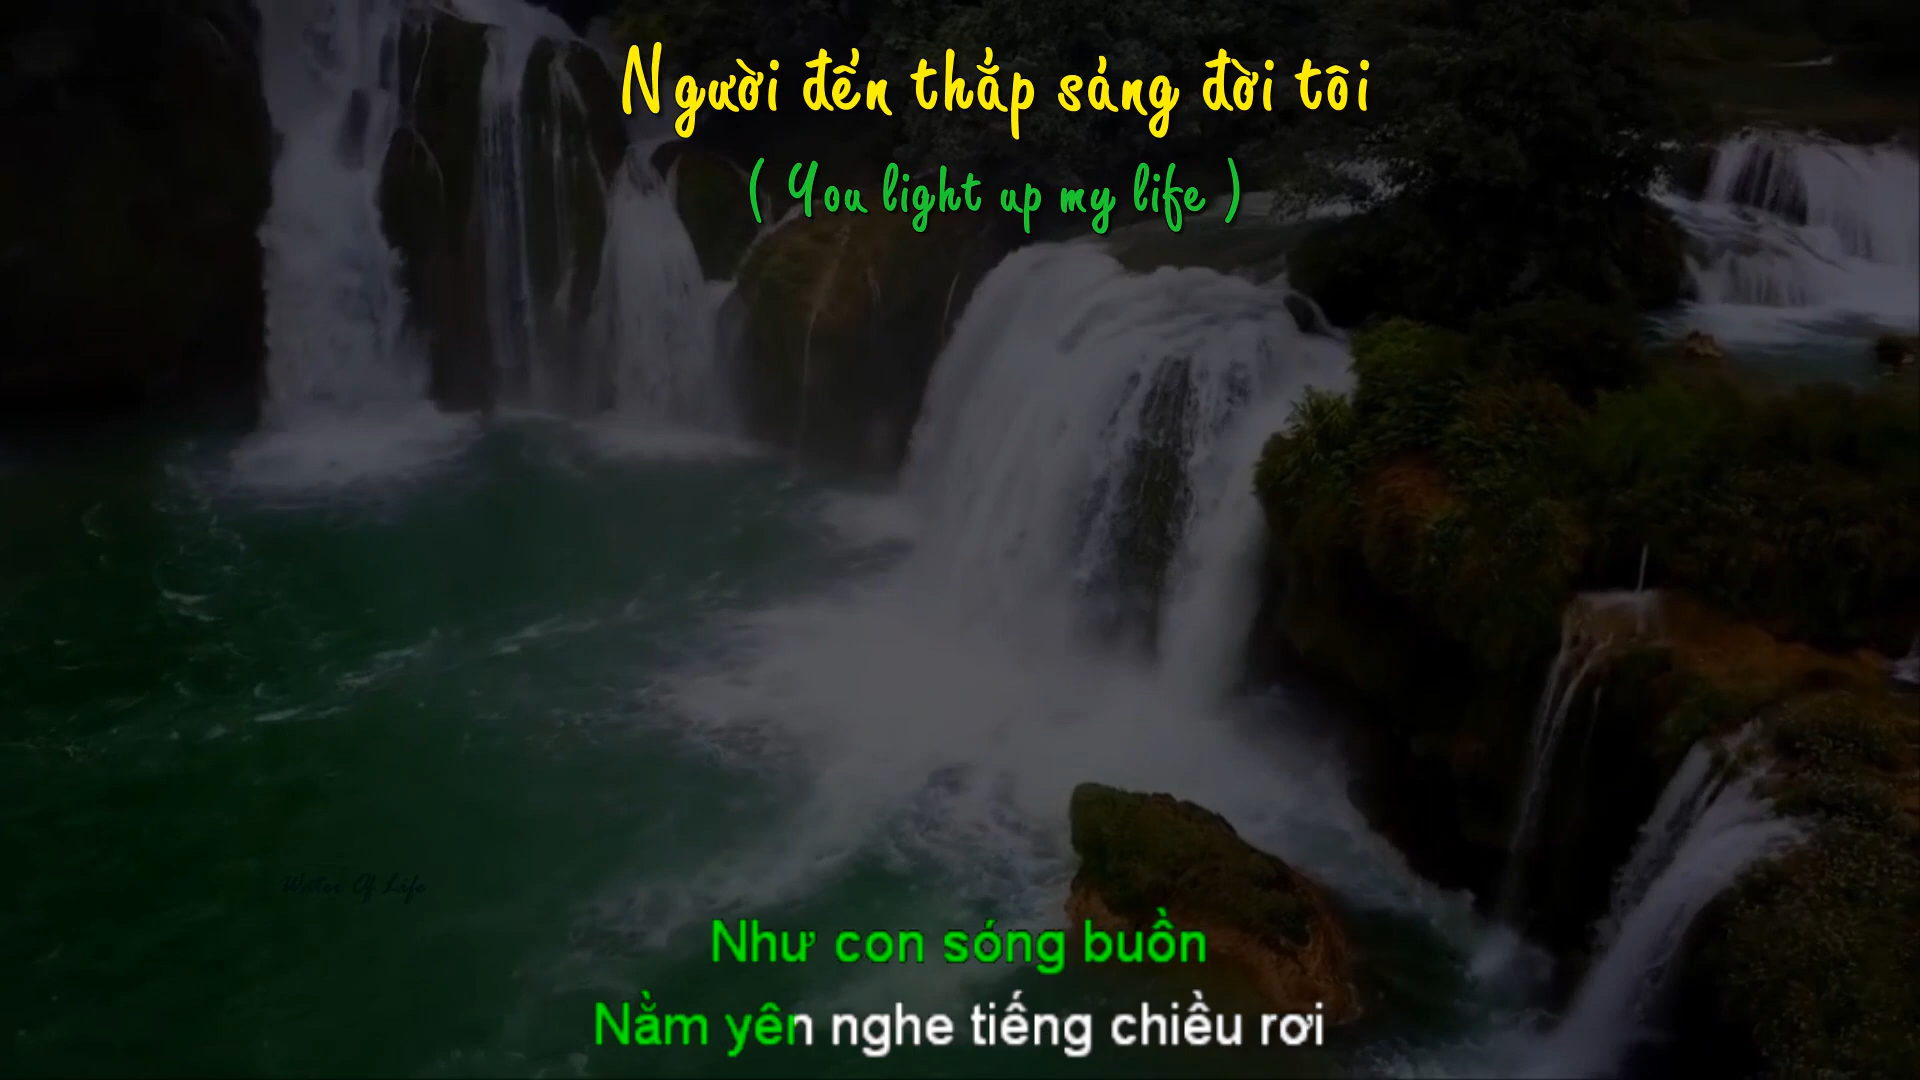 Người đến thắp sáng đời tôi
( You light up my life )
Water Of Life
Như con sóng buồn
Nằm yên nghe tiếng chiều rơi